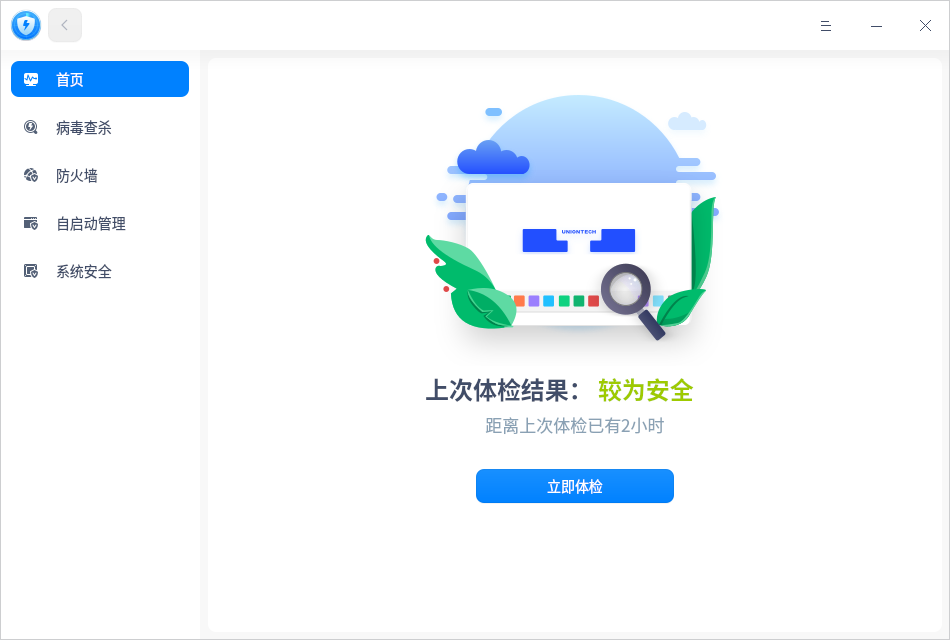 首页
病毒查杀
防火墙
自启动管理
系统安全
UNIONTECH
上次体检结果： 较为安全
距离上次体检已有2小时
立即体检